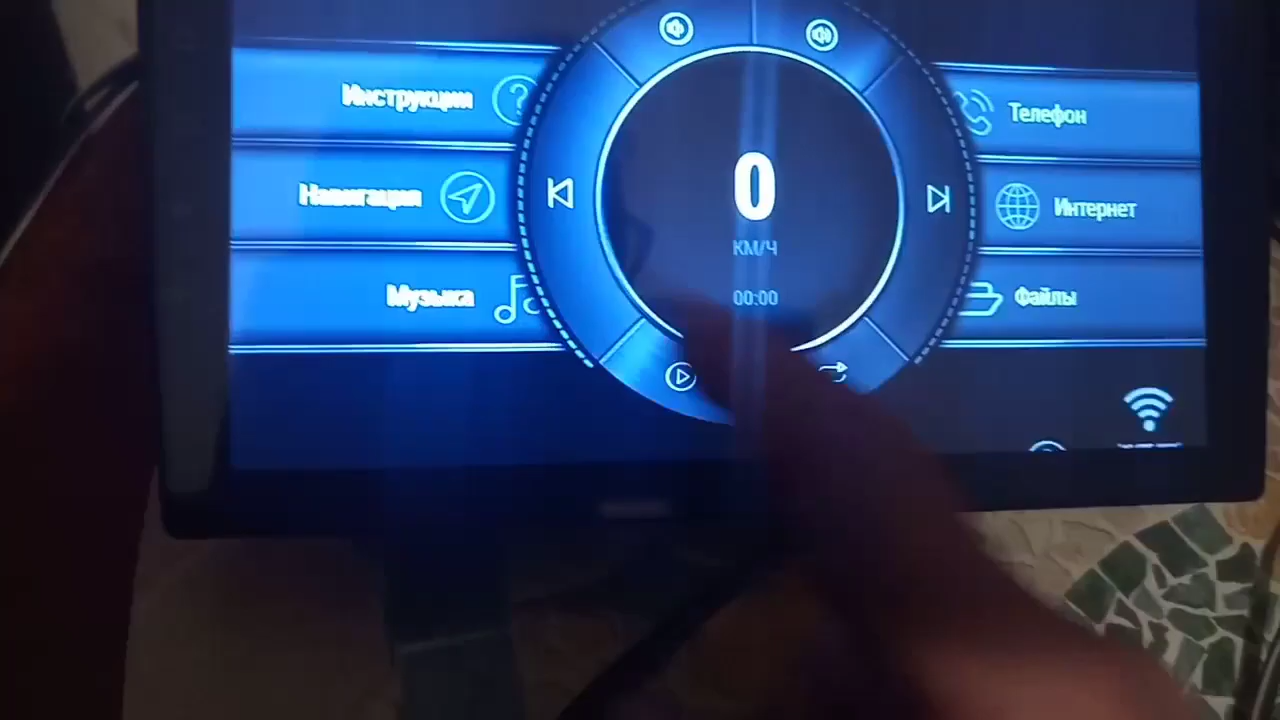 Инструкции
Навигация
Музыка
0
КМ/Ч
00:00
Телефон
Интернет
Файлы